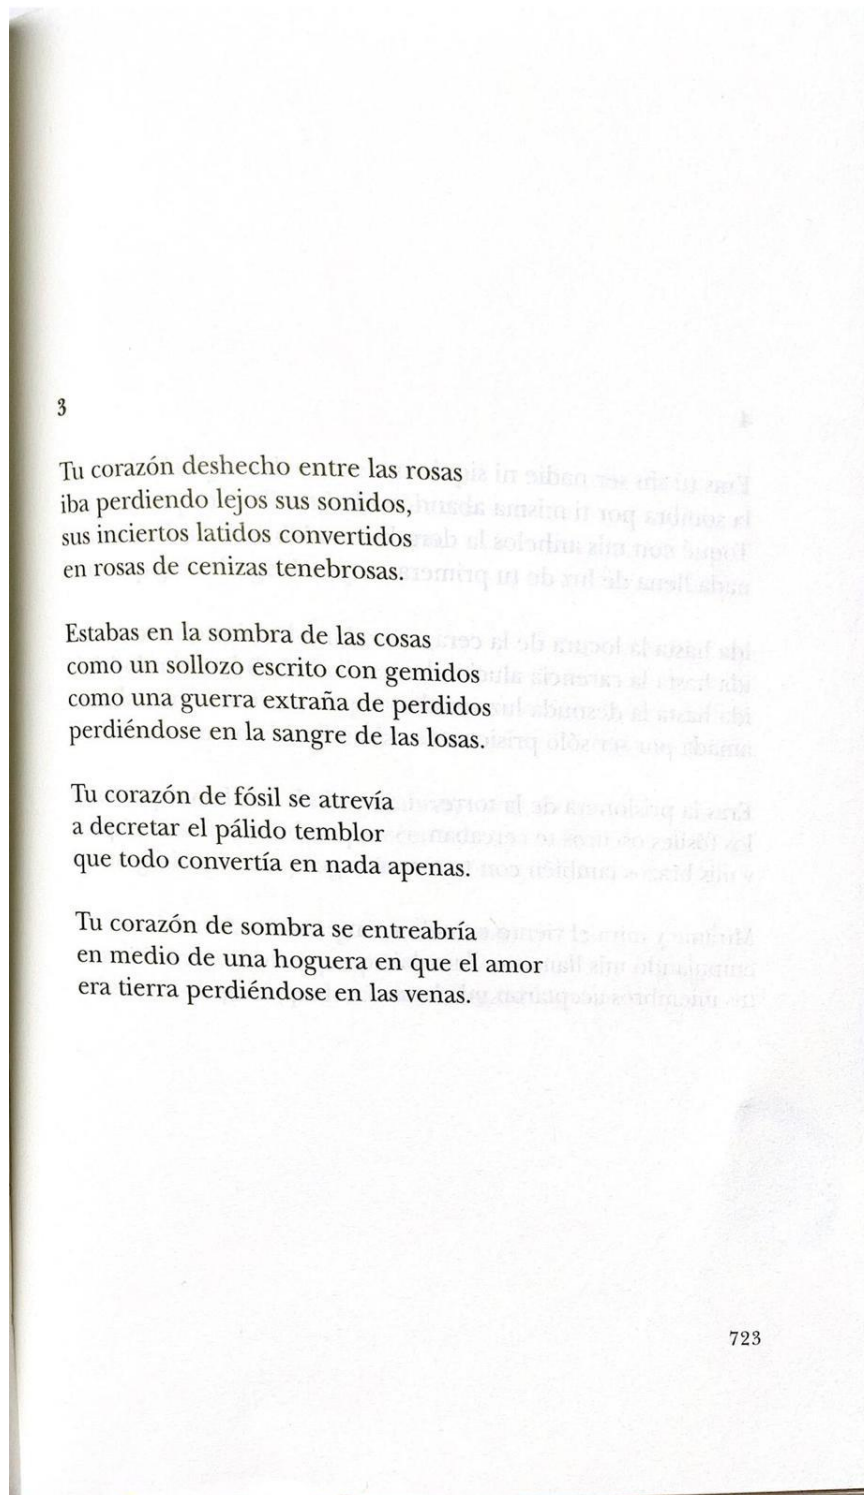 3
Tu corazón deshecho entre las rosas
iba perdiendo lejos sus sonidos,
sus inciertos latidos convertidos
en rosas de cenizas tenebrosas.
Estabas en la sombra de las cosas
como un sollozo escrito con gemidos
como una guerra extraña de perdidos
perdiéndose en la sangre de las losas.
Tu corazón de fósil se atrevía
a decretar el pálido temblor
que todo convertía en nada apenas.
Tu corazón de sombra se entreabría
en medio de una hoguera en que el amor
era tierra perdiéndose en las venas.
723